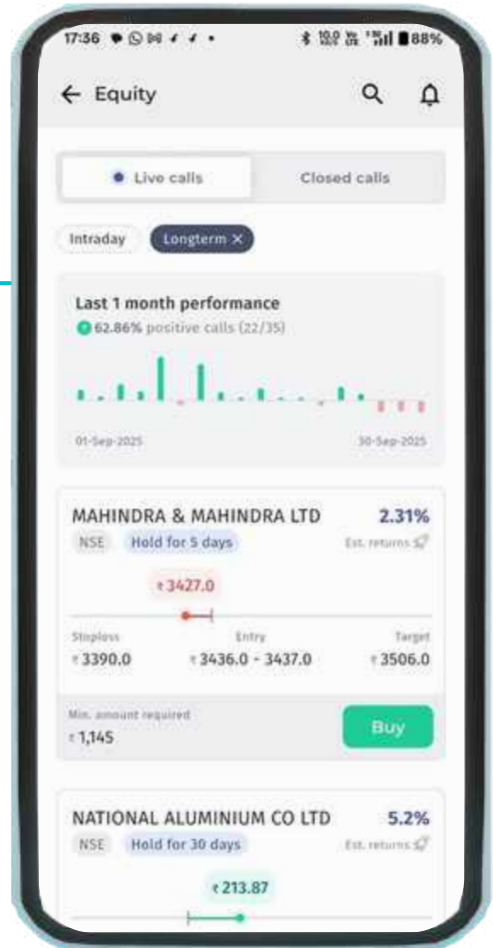 17:36 88%
Equity
Live calls Closed calls
Intraday Longterm ×
Last 1 month performance
62.86% positive calls (22/35)
01-Sep-2025 30-Sep-2025
MAHINDRA & MAHINDRA LTD 2.31%
NSE Hold for 5 days Est. returns
₹3427.0
Stoploss Entry Target
₹3390.0 ₹3436.0 - 3437.0 ₹3506.0
Min. amount required
₹1,145
Buy
NATIONAL ALUMINIUM CO LTD 5.2%
NSE Hold for 30 days Est. returns
₹213.87